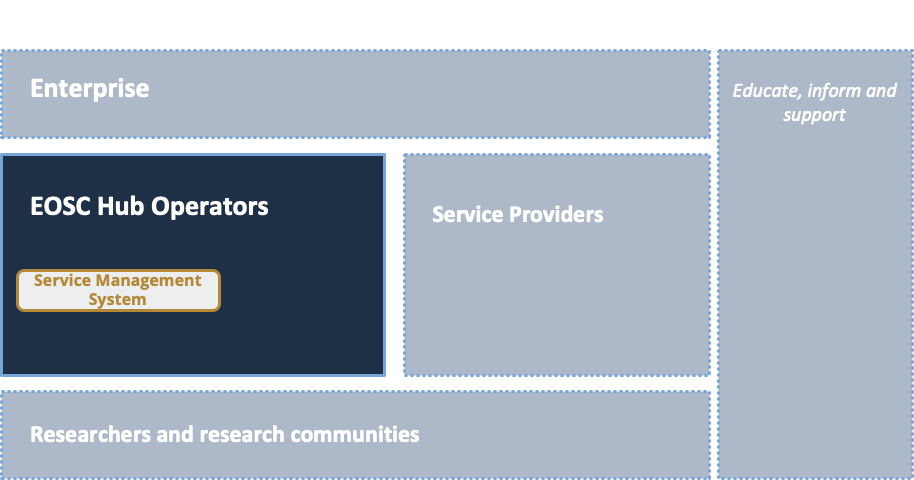 Enterprise
Educate, inform and
support
EOSC Hub Operators
Service Providers
Service Management
System
Researchers and research communities